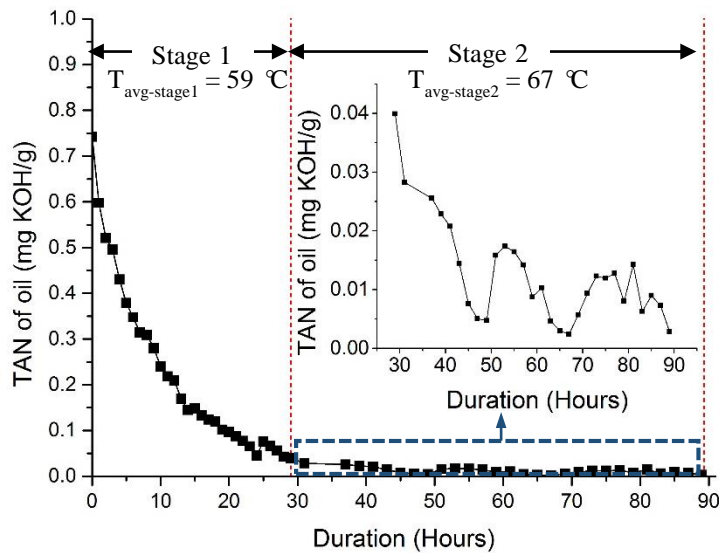 Stage 1
T avg-stage1 = 59 ℃
Stage 2
T avg-stage2 = 67 ℃
1.0
0.9
0.8
0.7
0.6
0.5
0.4
0.3
0.2
0.1
0.0
TAN of oil (mg KOH/g)
0 10 20 30 40 50 60 70 80 90
Duration (Hours)
0.04
0.03
0.02
0.01
0.00
TAN of oil (mg KOH/g)
30 40 50 60 70 80 90
Duration (Hours)